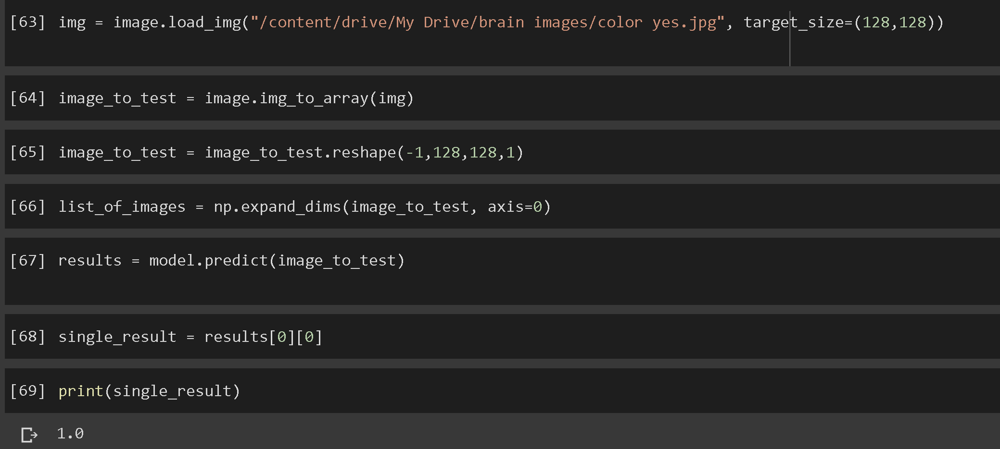 [63] img = image.load_img("/content/drive/My Drive/brain images/color yes.jpg", target_size=(128,128))
[64] image_to_test = image.img_to_array(img)
[65] image_to_test = image_to_test.reshape(-1,128,128,1)
[66] list_of_images = np.expand_dims(image_to_test, axis=0)
[67] results = model.predict(image_to_test)
[68] single_result = results[0][0]
[69] print(single_result)
1.0